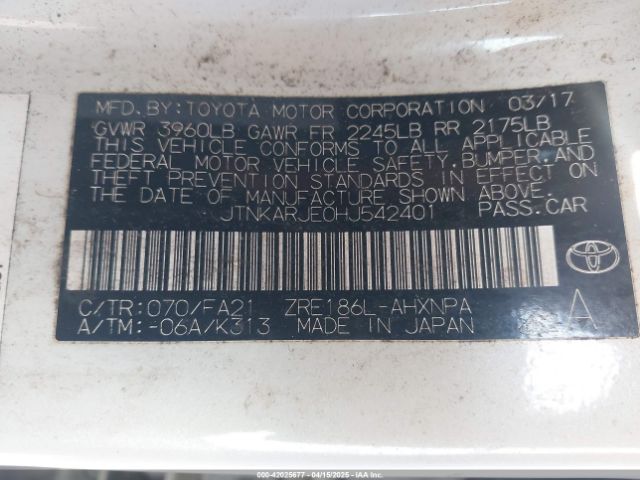 MFD. BY: TOYOTA MOTOR CORPORATION 03/17
GVWR 3960LB GAWR FR 2245LB RR 2175LB
THIS VEHICLE CONFORMS TO ALL APPLICABLE
FEDERAL MOTOR VEHICLE SAFETY, BUMPER, AND
THEFT PREVENTION STANDARDS IN EFFECT ON
THE DATE OF MANUFACTURE SHOWN ABOVE.
JTNKARJE0HJ542401 PASS.CAR
C/TR: 070/FA21 ZRE186L-AHXNPA A
A/TM: -06A/K313 MADE IN JAPAN
000-42025677 - 04/15/2025 - IAA Inc.